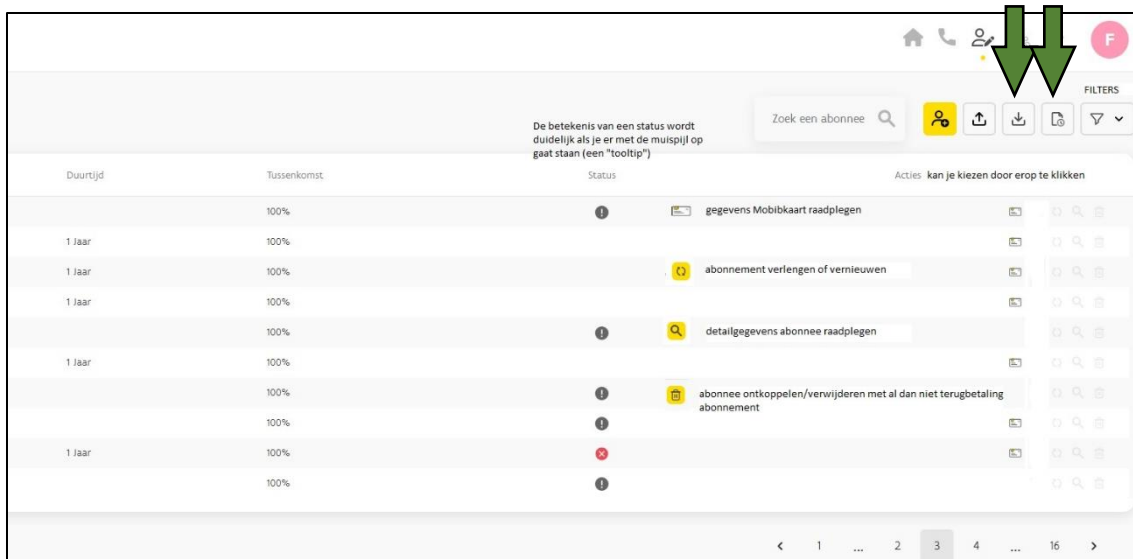 F
FILTERS
Zoek een abonnee
De betekenis van een status wordt
duidelijk als je er met de muispijl op
gaat staan (een "tooltip")
Duurtijd Tussenkomst Status Acties kan je kiezen door erop te klikken
100% gegevens Mobibkaart raadplegen
1 Jaar 100%
1 Jaar 100% abonnement verlengen of vernieuwen
1 Jaar 100%
100% detailgegevens abonnee raadplegen
1 Jaar 100%
100% abonnee ontkoppelen/verwijderen met al dan niet terugbetaling
abonnement
100%
1 Jaar 100%
100%
< 1 ... 2 3 4 ... 16 >